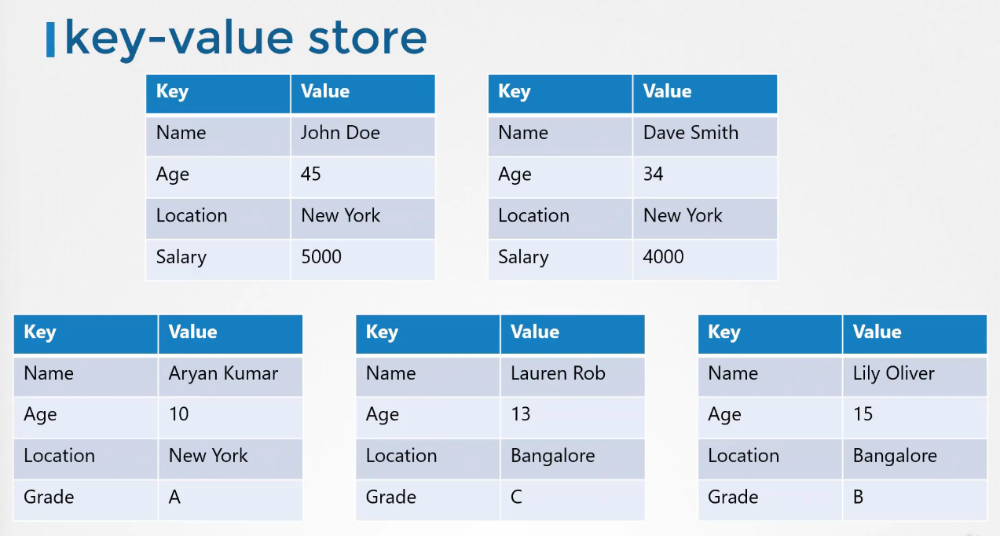 key-value store
Key Value
Name John Doe
Age 45
Location New York
Salary 5000
Key Value
Name Dave Smith
Age 34
Location New York
Salary 4000
Key Value
Name Aryan Kumar
Age 10
Location New York
Grade A
Key Value
Name Lauren Rob
Age 13
Location Bangalore
Grade C
Key Value
Name Lily Oliver
Age 15
Location Bangalore
Grade B